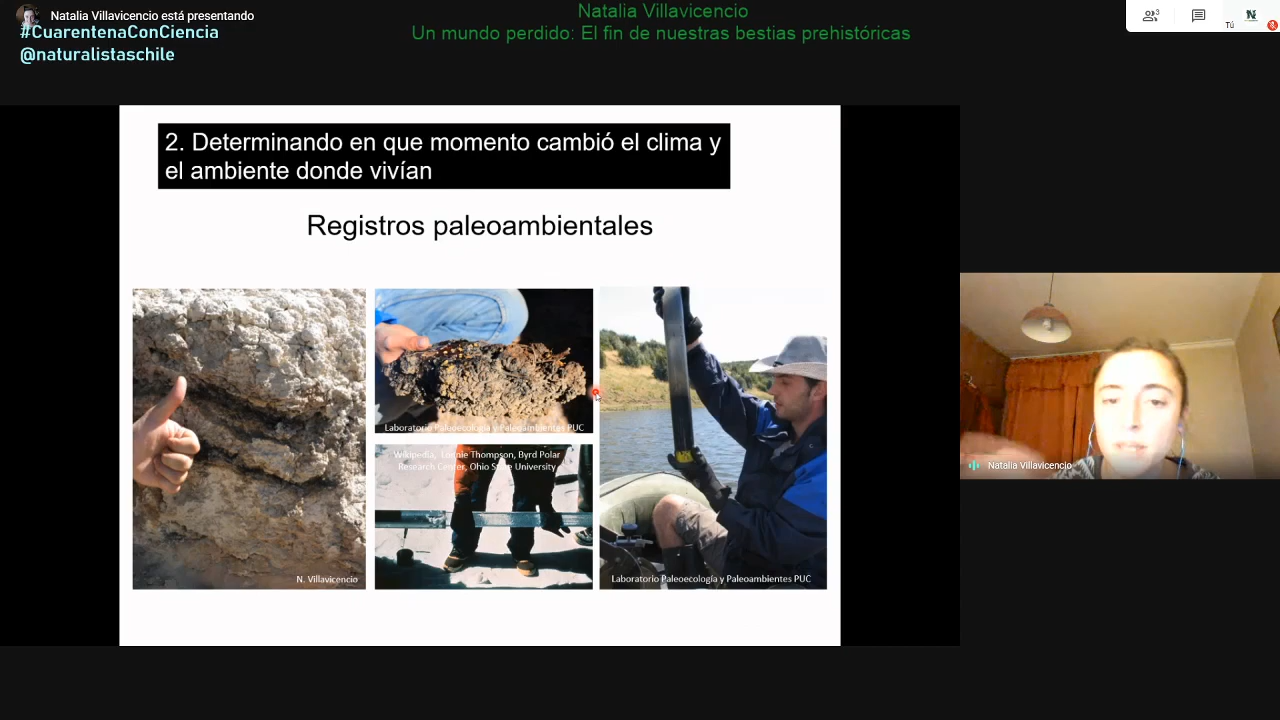 Natalia Villavicencio está presentando
#CuarentenaConCiencia
@naturalistaschile
Natalia Villavicencio
Un mundo perdido: El fin de nuestras bestias prehistóricas
3
Tú
2. Determinando en que momento cambió el clima y
el ambiente donde vivían
Registros paleoambientales
Laboratorio Paleoecología y Paleoambientes PUC
Wikipedia, Lonnie Thompson, Byrd Polar
Research Center, Ohio State University
N. Villavicencio
Laboratorio Paleoecología y Paleoambientes PUC
Natalia Villavicencio